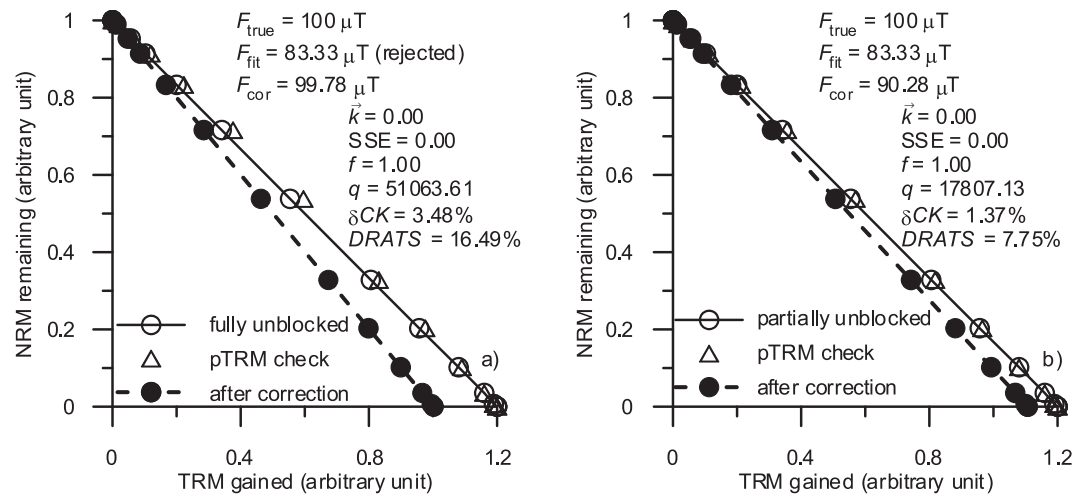 NRM remaining (arbitrary unit)
1
0.8
0.6
0.4
0.2
0
F_true = 100 μT
F_fit = 83.33 μT (rejected)
F_cor = 99.78 μT
k⃗ = 0.00
SSE = 0.00
f = 1.00
q = 51063.61
δCK = 3.48%
DRATS = 16.49%
fully unblocked
pTRM check
after correction
a)
0 0.4 0.8 1.2
TRM gained (arbitrary unit)
NRM remaining (arbitrary unit)
1
0.8
0.6
0.4
0.2
0
F_true = 100 μT
F_fit = 83.33 μT
F_cor = 90.28 μT
k⃗ = 0.00
SSE = 0.00
f = 1.00
q = 17807.13
δCK = 1.37%
DRATS = 7.75%
partially unblocked
pTRM check
after correction
b)
0 0.4 0.8 1.2
TRM gained (arbitrary unit)